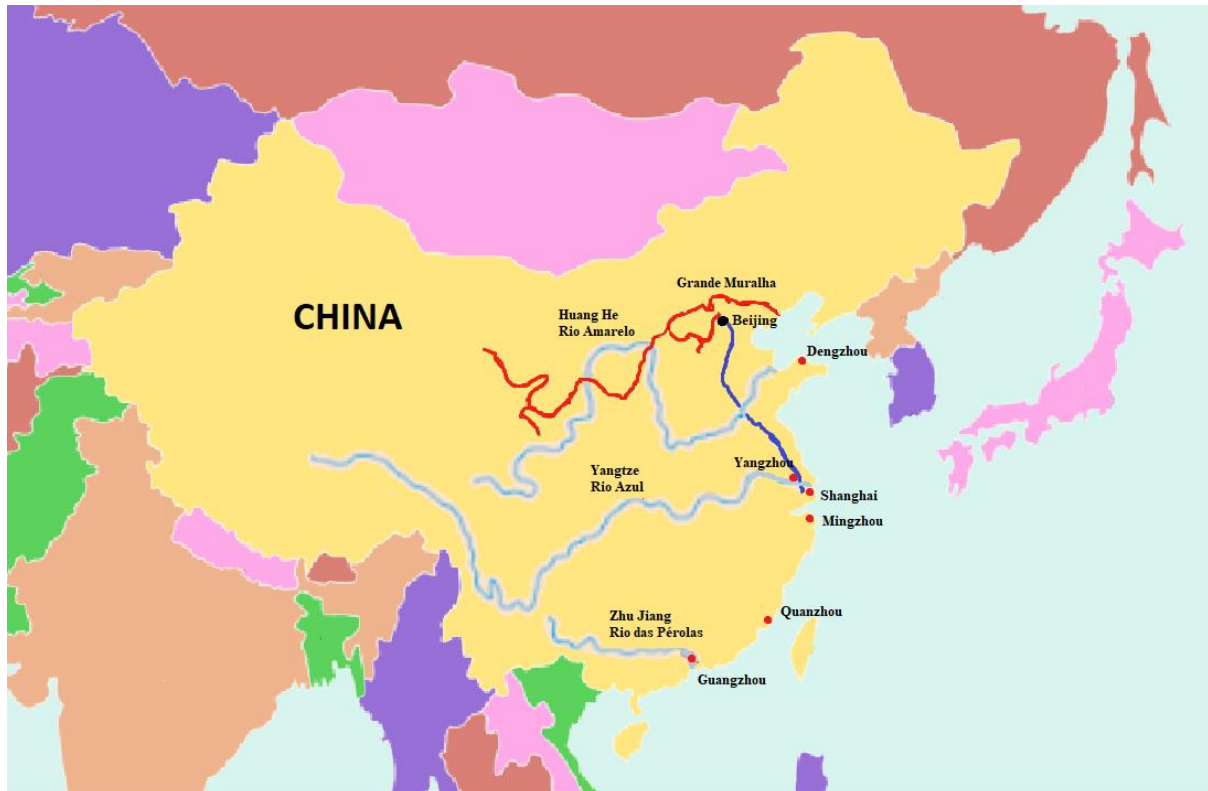 Grande Muralha
CHINA
Huang He
Rio Amarelo
Beijing
Dengzhou
Yangzhou
Yangtze
Rio Azul
Shanghai
Mingzhou
Quanzhou
Zhu Jiang
Rio das Pérolas
Guangzhou